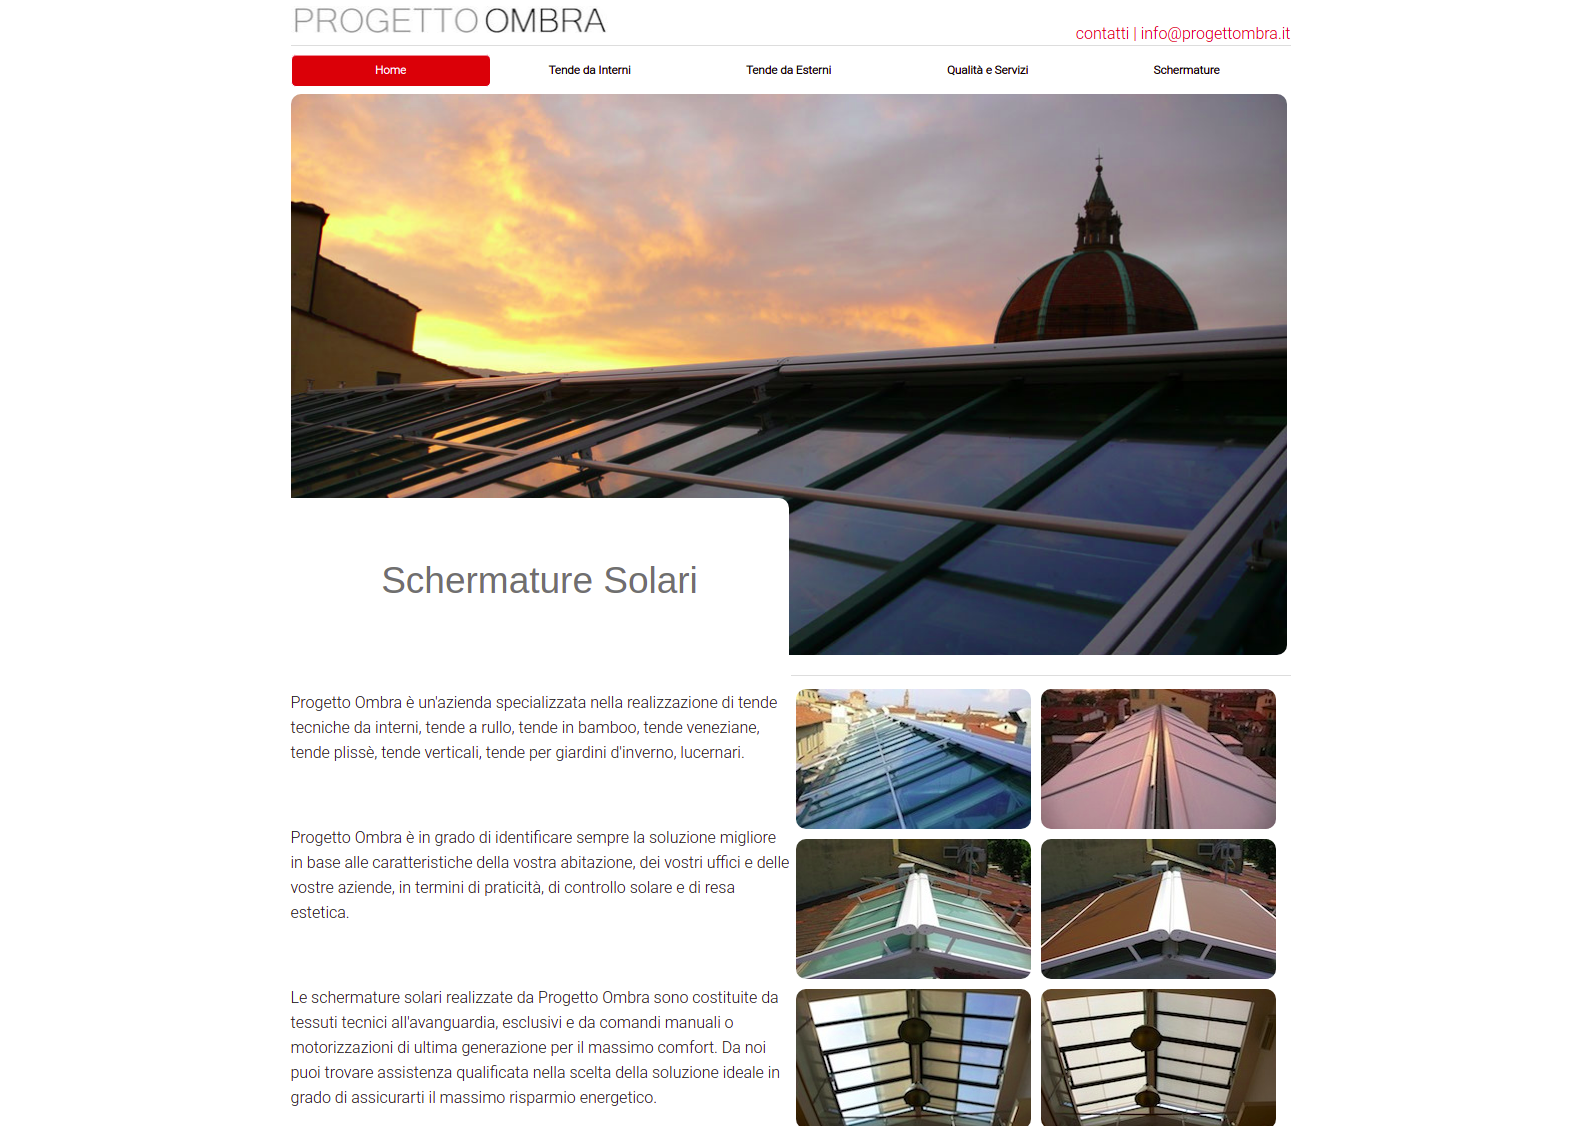 PROGETTO OMBRA
contatti | info@progettombra.it
Home
Tende da Interni
Tende da Esterni
Qualità e Servizi
Schermature
Schermature Solari
Progetto Ombra è un'azienda specializzata nella realizzazione di tende
tecniche da interni, tende a rullo, tende in bamboo, tende veneziane,
tende plissè, tende verticali, tende per giardini d'inverno, lucernari.
Progetto Ombra è in grado di identificare sempre la soluzione migliore
in base alle caratteristiche della vostra abitazione, dei vostri uffici e delle
vostre aziende, in termini di praticità, di controllo solare e di resa
estetica.
Le schermature solari realizzate da Progetto Ombra sono costituite da
tessuti tecnici all'avanguardia, esclusivi e da comandi manuali o
motorizzazioni di ultima generazione per il massimo comfort. Da noi
puoi trovare assistenza qualificata nella scelta della soluzione ideale in
grado di assicurarti il massimo risparmio energetico.